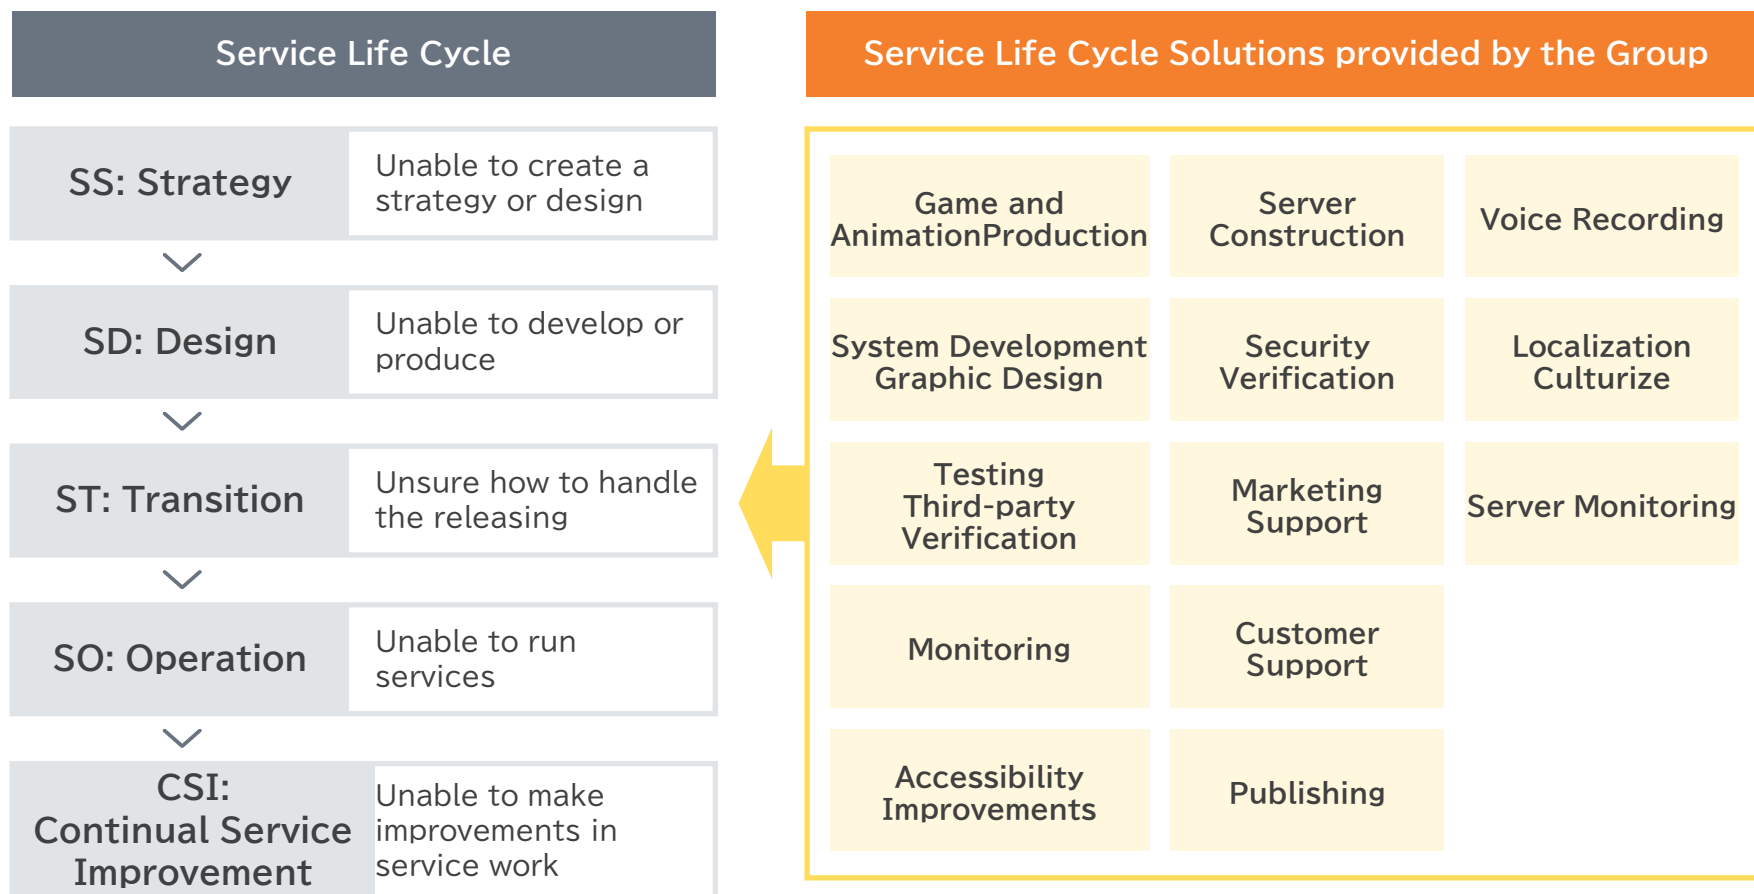 Service Life Cycle
SS: Strategy
Unable to create a
strategy or design
SD: Design
Unable to develop or
produce
ST: Transition
Unsure how to handle
the releasing
SO: Operation
Unable to run
services
CSI:
Continual Service
Improvement
Unable to make
improvements in
service work
Service Life Cycle Solutions provided by the Group
Game and
AnimationProduction
Server
Construction
Voice Recording
System Development
Graphic Design
Security
Verification
Localization
Culturize
Testing
Third-party
Verification
Marketing
Support
Server Monitoring
Monitoring
Customer
Support
Accessibility
Improvements
Publishing